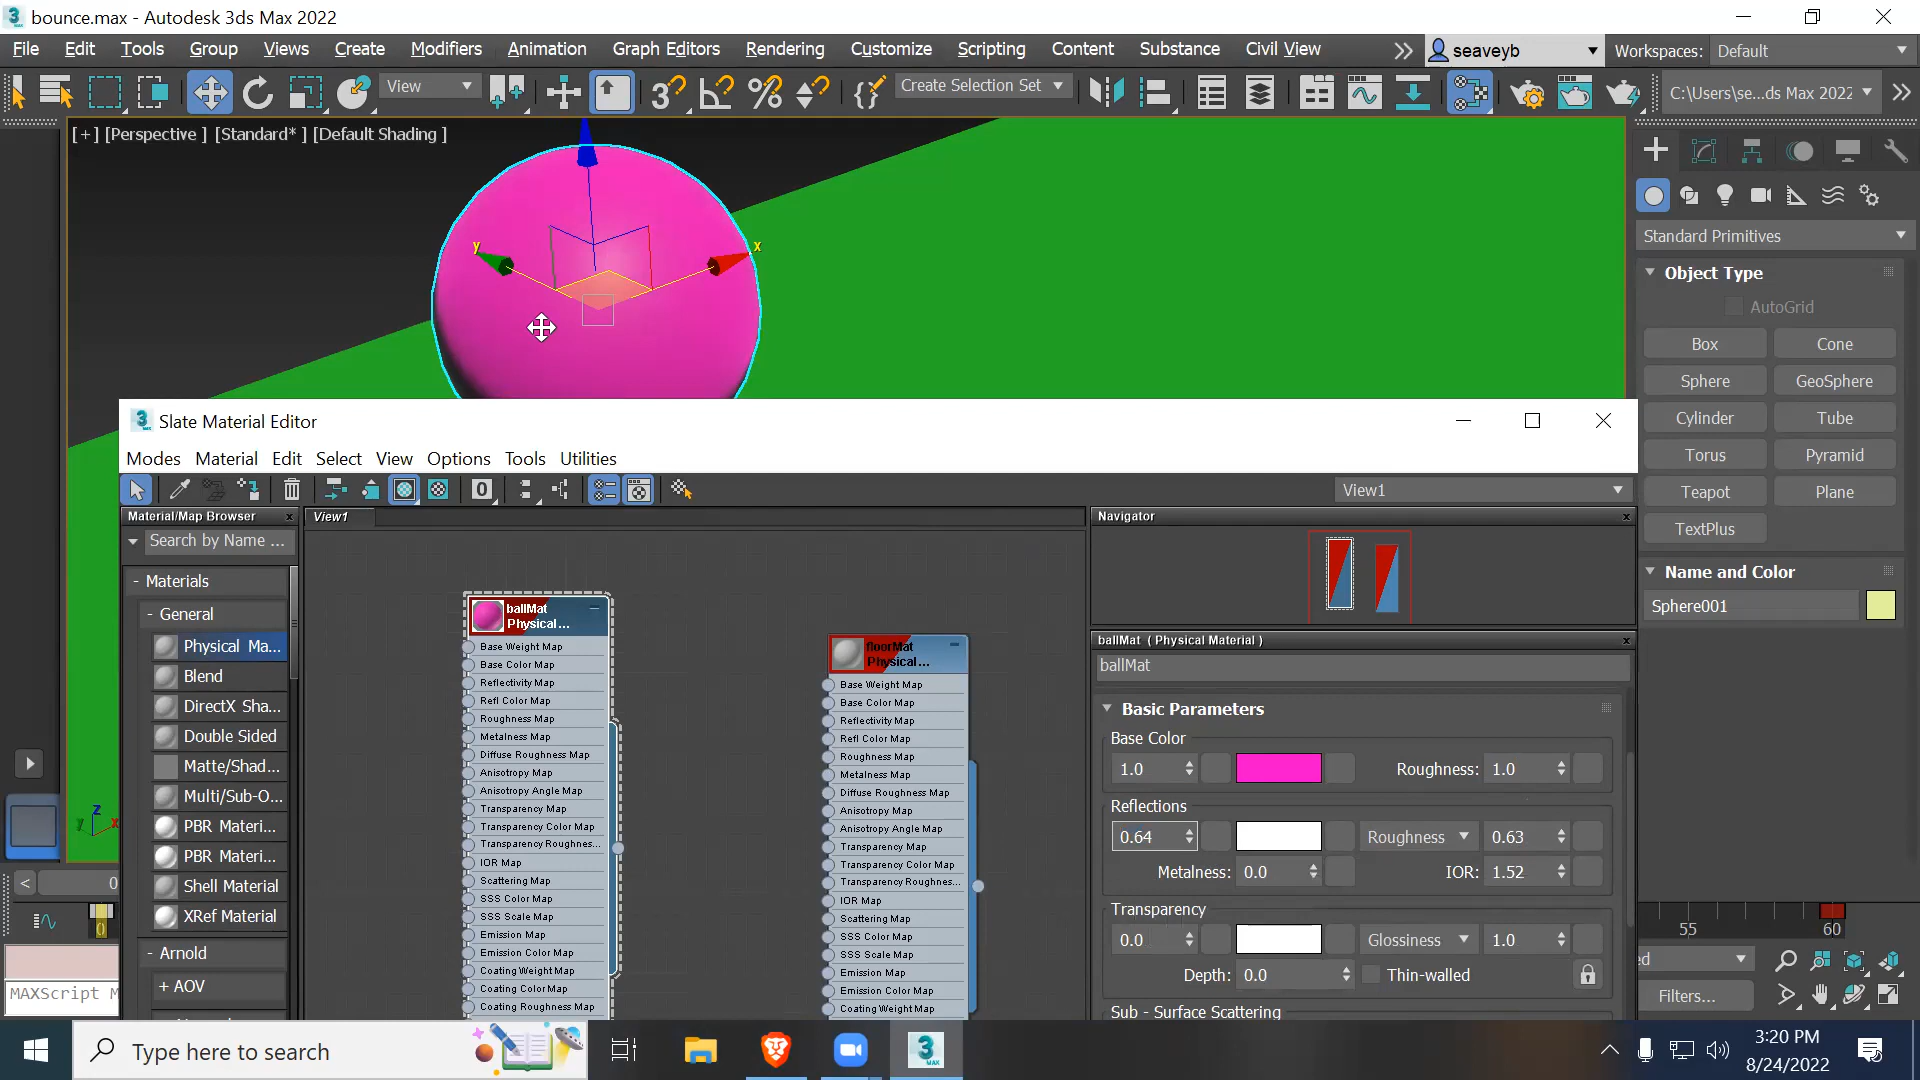 bounce.max - Autodesk 3ds Max 2022
File Edit Tools Group Views Create Modifiers Animation Graph Editors Rendering Customize Scripting Content Substance Civil View
seaveyb
Workspaces: Default
View
Create Selection Set
C:\Users\se...ds Max 2022
[ + ] [Perspective ] [Standard* ] [Default Shading ]
y
x
Standard Primitives
Object Type
AutoGrid
Box Cone
Sphere GeoSphere
Cylinder Tube
Torus Pyramid
Teapot Plane
TextPlus
Name and Color
Sphere001
Slate Material Editor
Modes Material Edit Select View Options Tools Utilities
View1
Material/Map Browser
Search by Name ...
- Materials
- General
Physical Ma...
Blend
DirectX Sha...
Double Sided
Matte/Shad...
Multi/Sub-O...
PBR Materi...
PBR Materi...
Shell Material
XRef Material
- Arnold
+ AOV
View1
ballMat
Physical...
Base Weight Map
Base Color Map
Reflectivity Map
Refl Color Map
Roughness Map
Metalness Map
Diffuse Roughness Map
Anisotropy Map
Anisotropy Angle Map
Transparency Map
Transparency Color Map
Transparency Roughnes...
IOR Map
Scattering Map
SSS Color Map
SSS Scale Map
Emission Map
Emission Color Map
Coating Weight Map
Coating Color Map
Coating Roughness Map
floorMat
Physical...
Base Weight Map
Base Color Map
Reflectivity Map
Refl Color Map
Roughness Map
Metalness Map
Diffuse Roughness Map
Anisotropy Map
Anisotropy Angle Map
Transparency Map
Transparency Color Map
Transparency Roughnes...
IOR Map
Scattering Map
SSS Color Map
SSS Scale Map
Emission Map
Emission Color Map
Coating Weight Map
Navigator
ballMat ( Physical Material )
ballMat
Basic Parameters
Base Color
1.0 Roughness: 1.0
Reflections
0.64 Roughness 0.63
Metalness: 0.0 IOR: 1.52
Transparency
0.0 Glossiness 1.0
Depth: 0.0 Thin-walled
Sub - Surface Scattering
z
y
x
< 0
MAXScript M
55 60
ed
Filters...
Type here to search
3
MAX
3:20 PM
8/24/2022